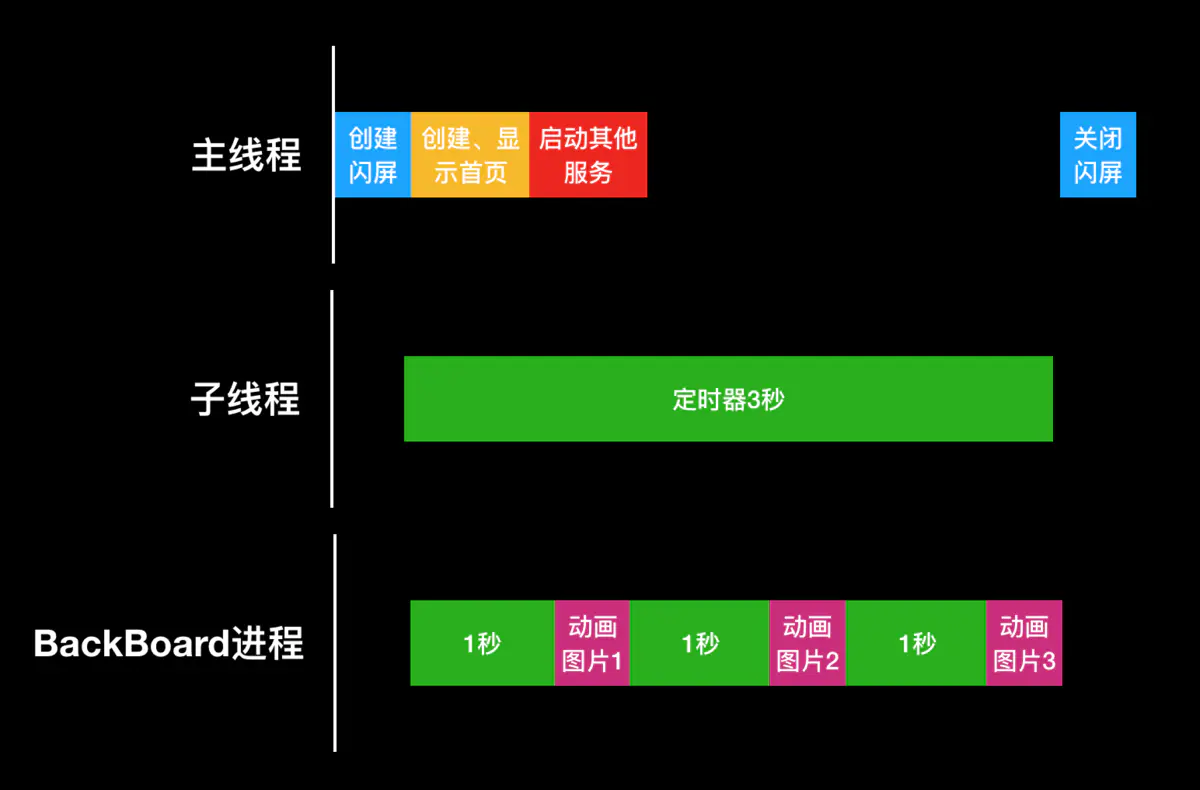 主线程
创建
闪屏
创建、显
示首页
启动其他
服务
关闭
闪屏
子线程
定时器3秒
BackBoard进程
1秒
动画
图片1
1秒
动画
图片2
1秒
动画
图片3